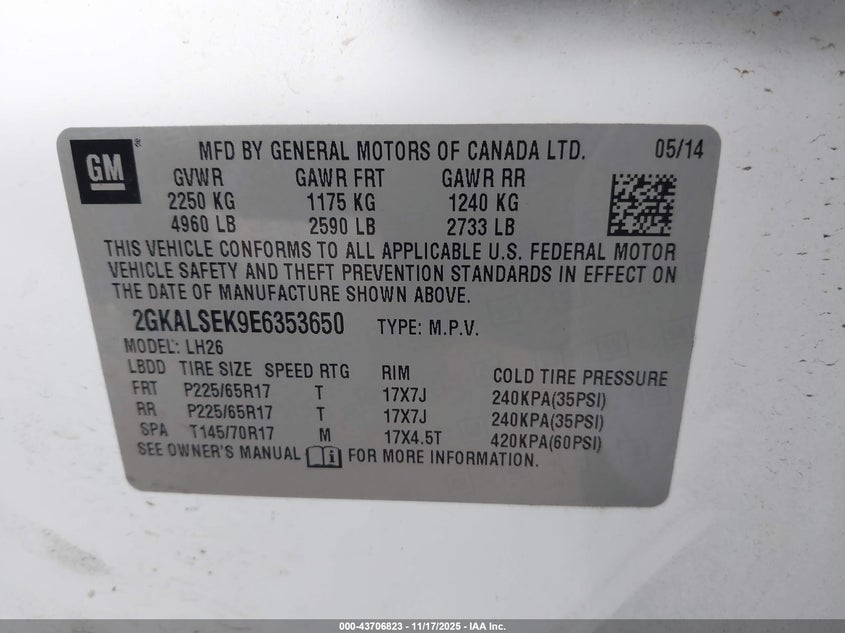 GM
MFD BY GENERAL MOTORS OF CANADA LTD. 05/14
GVWR GAWR FRT GAWR RR
2250 KG 1175 KG 1240 KG
4960 LB 2590 LB 2733 LB
THIS VEHICLE CONFORMS TO ALL APPLICABLE U.S. FEDERAL MOTOR
VEHICLE SAFETY AND THEFT PREVENTION STANDARDS IN EFFECT ON
THE DATE OF MANUFACTURE SHOWN ABOVE.
2GKALSEK9E6353650 TYPE: M.P.V.
MODEL: LH26
LBDD TIRE SIZE SPEED RTG RIM COLD TIRE PRESSURE
FRT P225/65R17 T 17X7J 240KPA(35PSI)
RR P225/65R17 T 17X7J 240KPA(35PSI)
SPA T145/70R17 M 17X4.5T 420KPA(60PSI)
SEE OWNER'S MANUAL i FOR MORE INFORMATION.
000-43706823 — 11/17/2025 — IAA Inc.